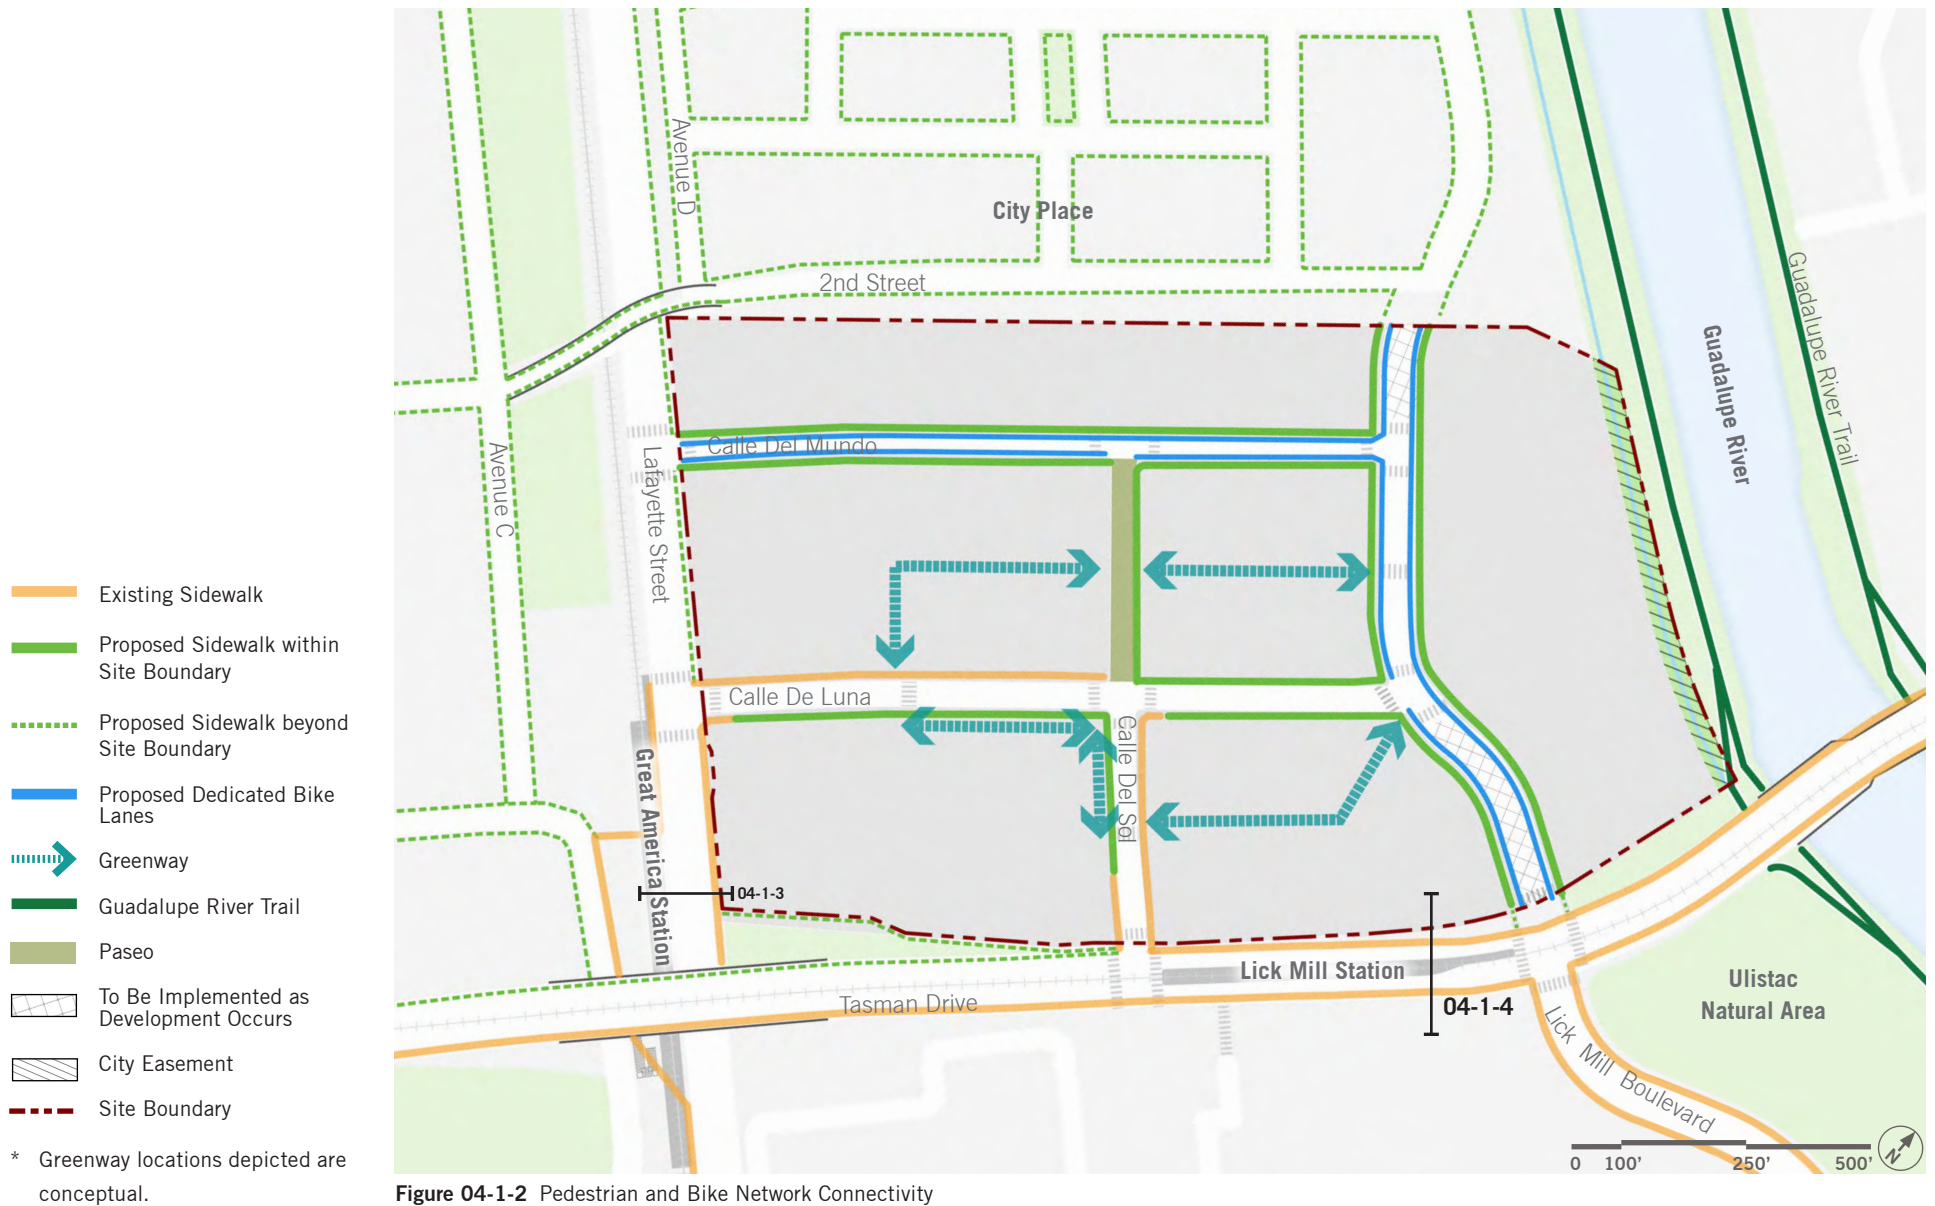 Existing Sidewalk
Proposed Sidewalk within
Site Boundary
Proposed Sidewalk beyond
Site Boundary
Proposed Dedicated Bike
Lanes
Greenway
Guadalupe River Trail
Paseo
To Be Implemented as
Development Occurs
City Easement
Site Boundary
* Greenway locations depicted are
conceptual.
Avenue D
City Place
2nd Street
Guadalupe River Trail
Guadalupe River
Calle Del Mundo
Avenue C
Lafayette Street
Calle De Luna
Calle Del Sol
Great America Station
04-1-3
Lick Mill Station
Tasman Drive
04-1-4
Ulistac
Natural Area
Lick Mill Boulevard
0 100' 250' 500'
N
Figure 04-1-2 Pedestrian and Bike Network Connectivity